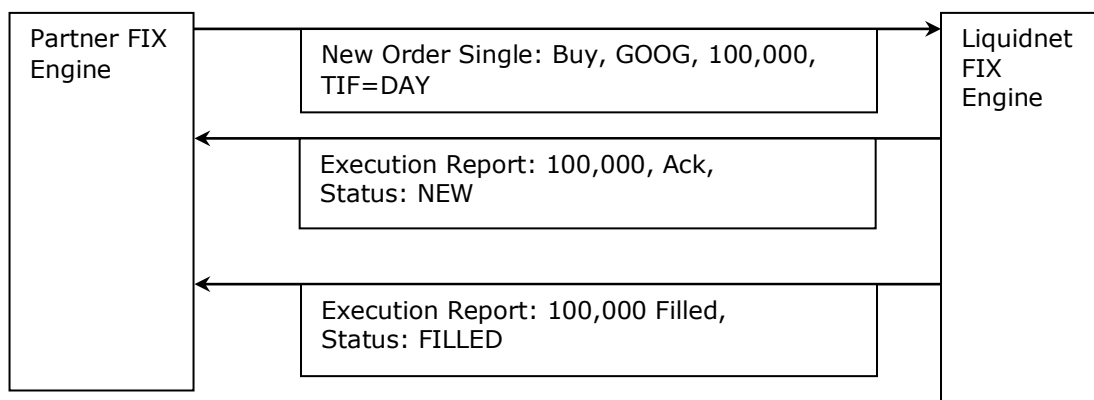 Partner FIX
Engine
New Order Single: Buy, GOOG, 100,000,
TIF=DAY
Liquidnet
FIX
Engine
Execution Report: 100,000, Ack,
Status: NEW
Execution Report: 100,000 Filled,
Status: FILLED